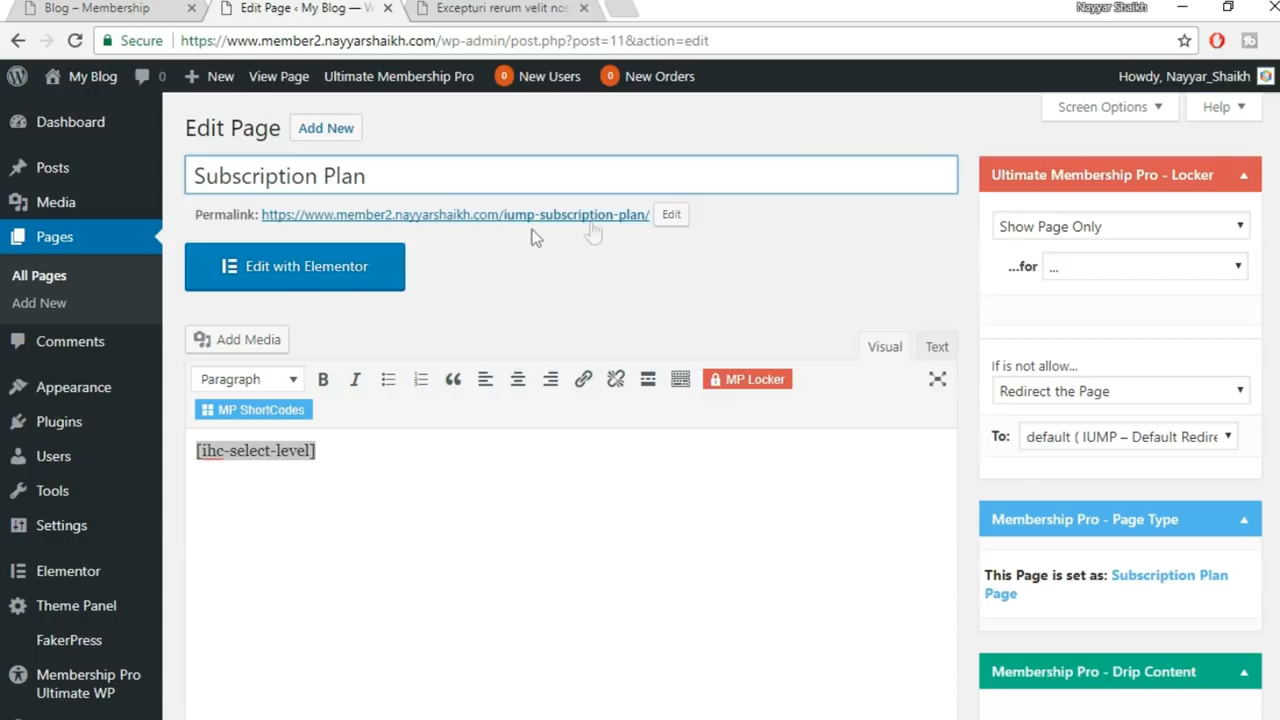 Blog – Membership
Edit Page ‹ My Blog — W
Excepturi rerum velit nos
Nayyar Shaikh
Secure
https://www.member2.nayyarshaikh.com/wp-admin/post.php?post=11&action=edit
My Blog
0
New
View Page
Ultimate Membership Pro
0 New Users
0 New Orders
Howdy, Nayyar_Shaikh
Dashboard
Posts
Media
Pages
All Pages
Add New
Comments
Appearance
Plugins
Users
Tools
Settings
Elementor
Theme Panel
FakerPress
Membership Pro
Ultimate WP
Screen Options
Help
Edit Page
Add New
Subscription Plan
Permalink: https://www.member2.nayyarshaikh.com/iump-subscription-plan/
Edit
Edit with Elementor
Add Media
Visual
Text
Paragraph
B
I
MP Locker
MP ShortCodes
[ihc-select-level]
Ultimate Membership Pro - Locker
Show Page Only
...for
...
If is not allow...
Redirect the Page
To:
default ( IUMP – Default Redire
Membership Pro - Page Type
This Page is set as: Subscription Plan
Page
Membership Pro - Drip Content